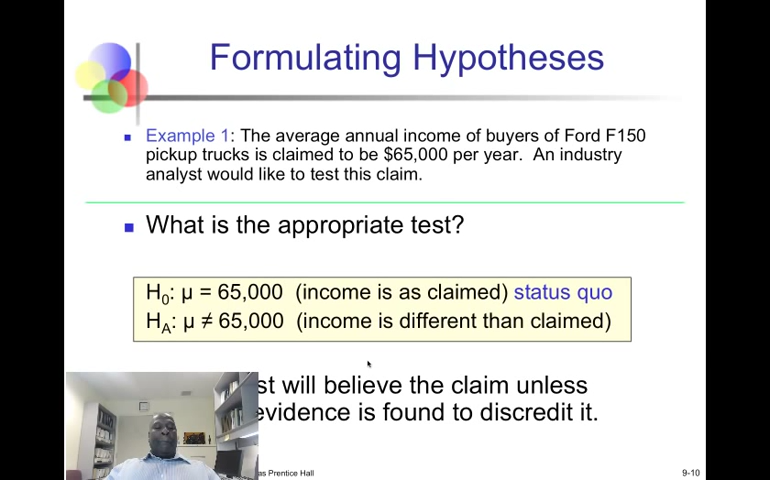 Formulating Hypotheses
Example 1: The average annual income of buyers of Ford F150
pickup trucks is claimed to be $65,000 per year. An industry
analyst would like to test this claim.
What is the appropriate test?
H₀: µ = 65,000 (income is as claimed) status quo
Hₐ: µ ≠ 65,000 (income is different than claimed)
st will believe the claim unless
evidence is found to discredit it.
as Prentice Hall
9-10